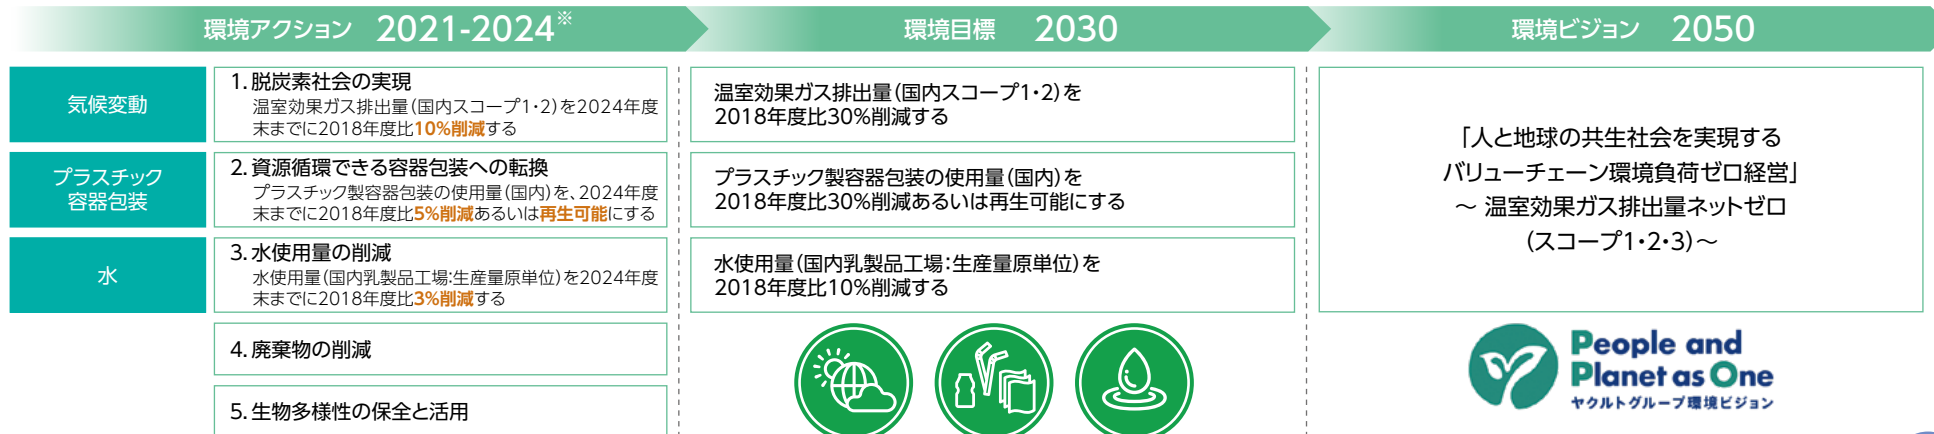 環境アクション 2021-2024※
環境目標 2030
環境ビジョン 2050
気候変動
1. 脱炭素社会の実現
温室効果ガス排出量(国内スコープ1・2)を2024年度
末までに2018年度比10%削減する
温室効果ガス排出量(国内スコープ1・2)を
2018年度比30%削減する
プラスチック
容器包装
2. 資源循環できる容器包装への転換
プラスチック製容器包装の使用量(国内)を、2024年度
末までに2018年度比5%削減あるいは再生可能にする
プラスチック製容器包装の使用量(国内)を
2018年度比30%削減あるいは再生可能にする
水
3. 水使用量の削減
水使用量(国内乳製品工場:生産量原単位)を2024年度
末までに2018年度比3%削減する
水使用量(国内乳製品工場:生産量原単位)を
2018年度比10%削減する
4. 廃棄物の削減
5. 生物多様性の保全と活用
「人と地球の共生社会を実現する
バリューチェーン環境負荷ゼロ経営」
～ 温室効果ガス排出量ネットゼロ
(スコープ1・2・3)～
People and
Planet as One
ヤクルトグループ環境ビジョン